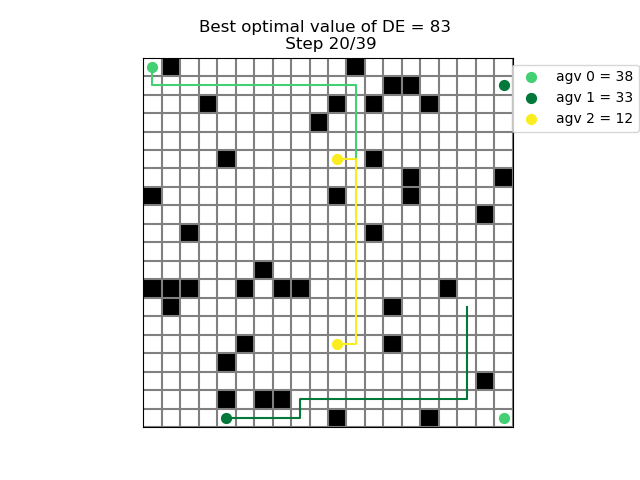 Best optimal value of DE = 83
Step 20/39
agv 0 = 38
agv 1 = 33
agv 2 = 12